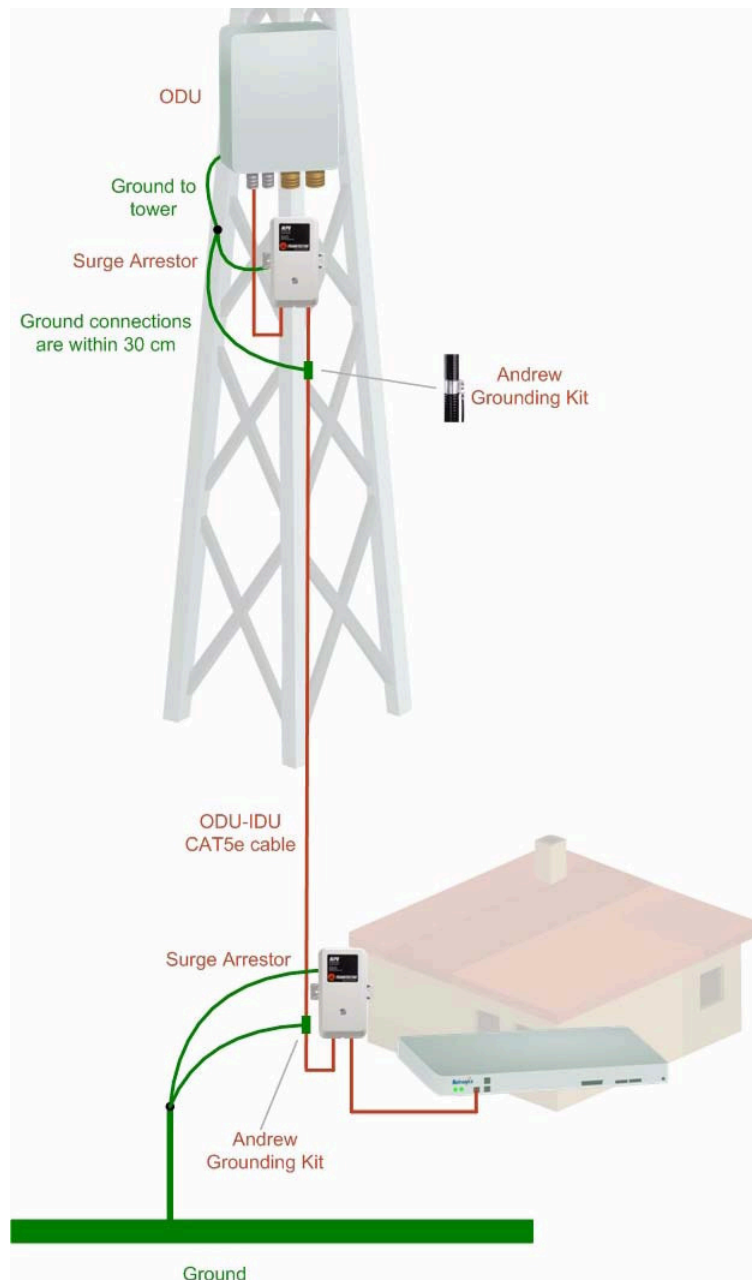 ODU
Ground to
tower
Surge Arrestor
Ground connections
are within 30 cm
Andrew
Grounding Kit
ODU-IDU
CAT5e cable
Surge Arrestor
Andrew
Grounding Kit
Ground